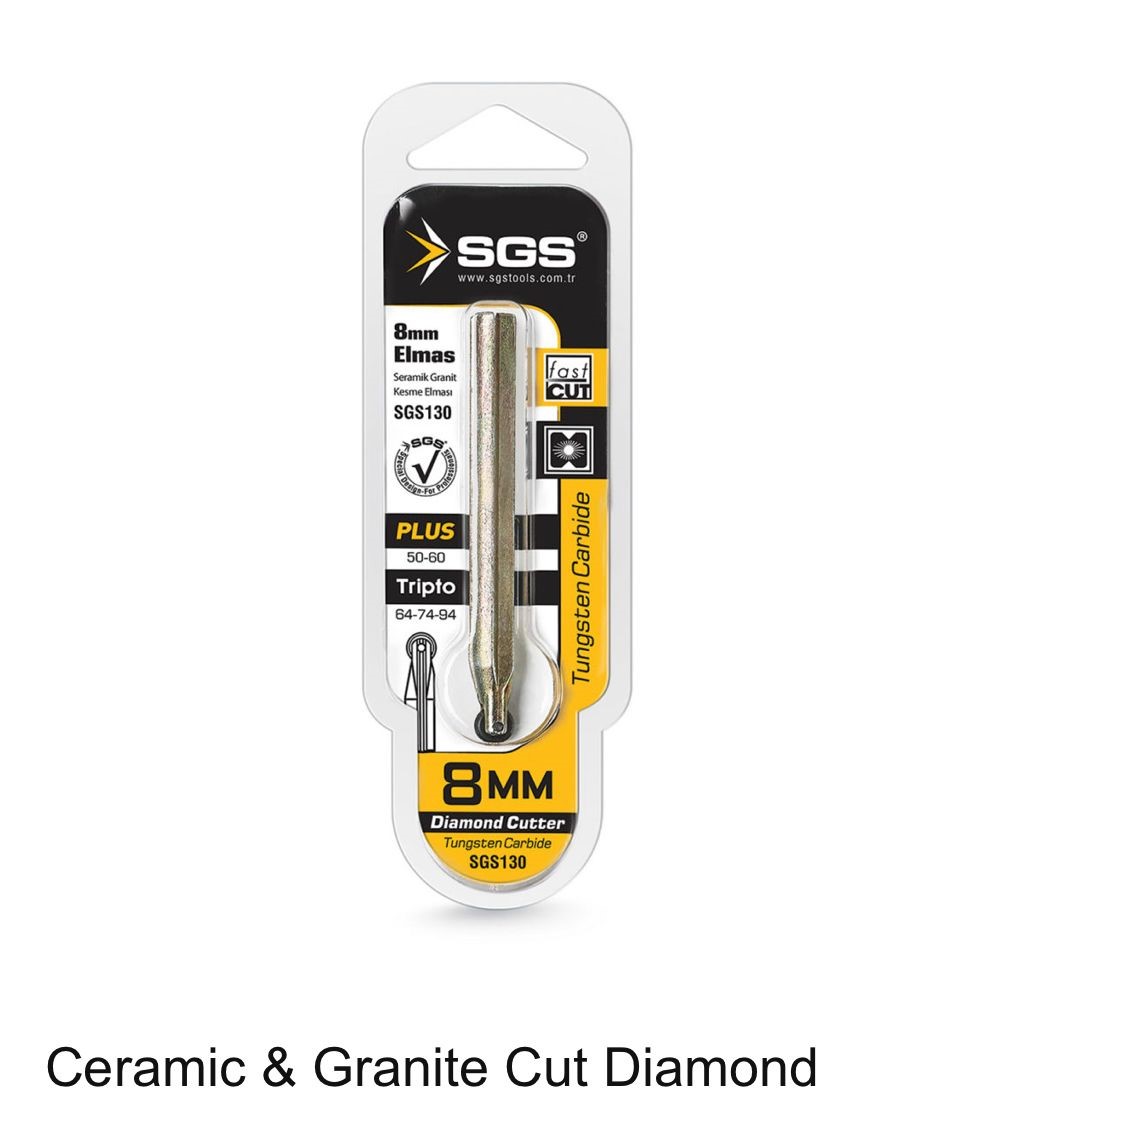 SGS®
www.sgstools.com.tr
8mm
Elmas
Seramik Granit
Kesme Elması
SGS130
fast
CUT
SGS
Special Design-For Professionals
PLUS
50-60
Tripto
64-74-94
Tungsten Carbide
8MM
Diamond Cutter
Tungsten Carbide
SGS130
Ceramic & Granite Cut Diamond